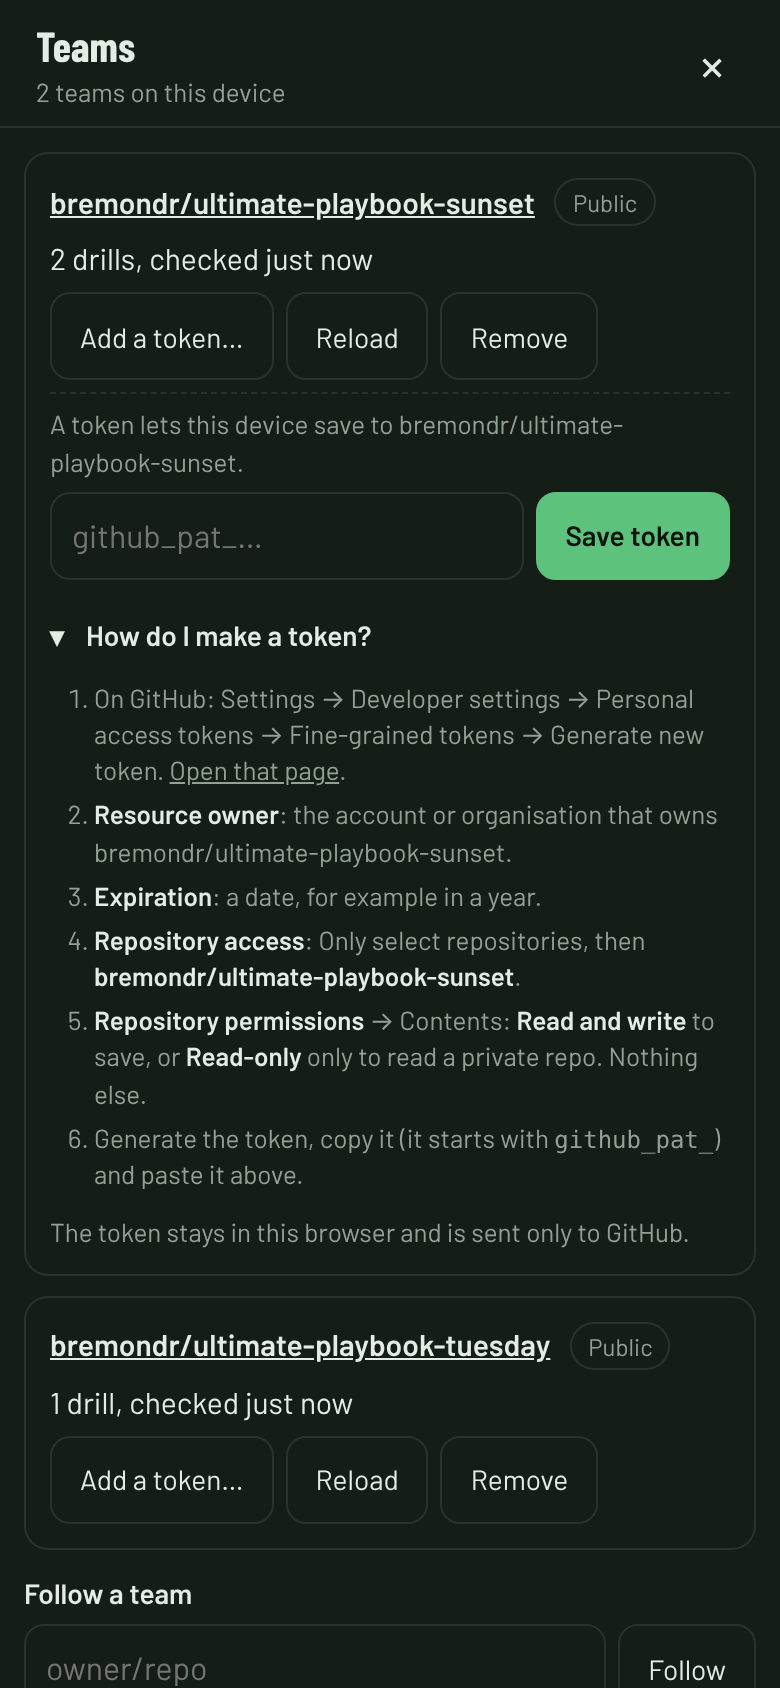 Teams
2 teams on this device
×
bremondr/ultimate-playbook-sunset Public
2 drills, checked just now
Add a token... Reload Remove
A token lets this device save to bremondr/ultimate-
playbook-sunset.
github_pat_... Save token
▼ How do I make a token?
1. On GitHub: Settings → Developer settings → Personal
access tokens → Fine-grained tokens → Generate new
token. Open that page.
2. Resource owner: the account or organisation that owns
bremondr/ultimate-playbook-sunset.
3. Expiration: a date, for example in a year.
4. Repository access: Only select repositories, then
bremondr/ultimate-playbook-sunset.
5. Repository permissions → Contents: Read and write to
save, or Read-only only to read a private repo. Nothing
else.
6. Generate the token, copy it (it starts with github_pat_)
and paste it above.
The token stays in this browser and is sent only to GitHub.
bremondr/ultimate-playbook-tuesday Public
1 drill, checked just now
Add a token... Reload Remove
Follow a team
owner/repo Follow